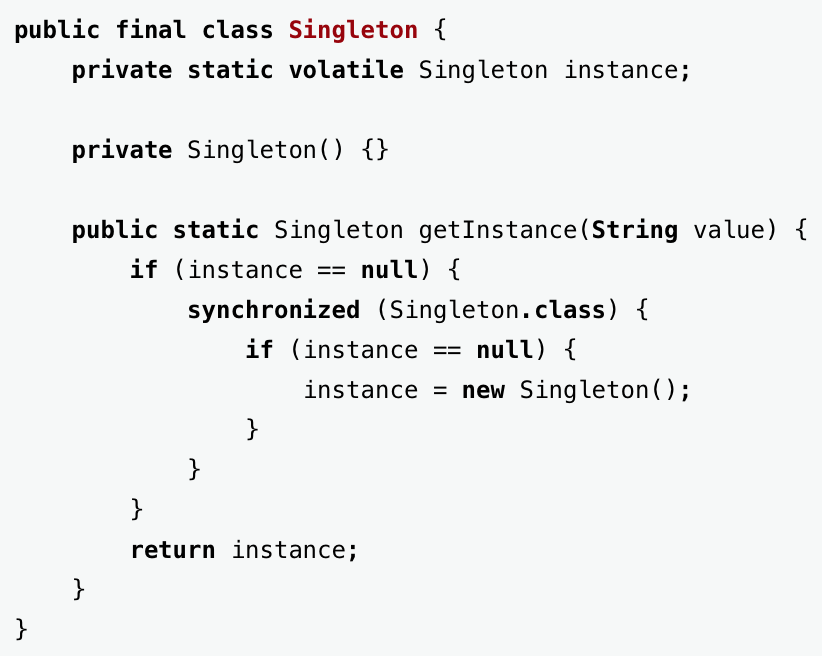 public final class Singleton {
    private static volatile Singleton instance;

    private Singleton() {}

    public static Singleton getInstance(String value) {
        if (instance == null) {
            synchronized (Singleton.class) {
                if (instance == null) {
                    instance = new Singleton();
                }
            }
        }
        return instance;
    }
}